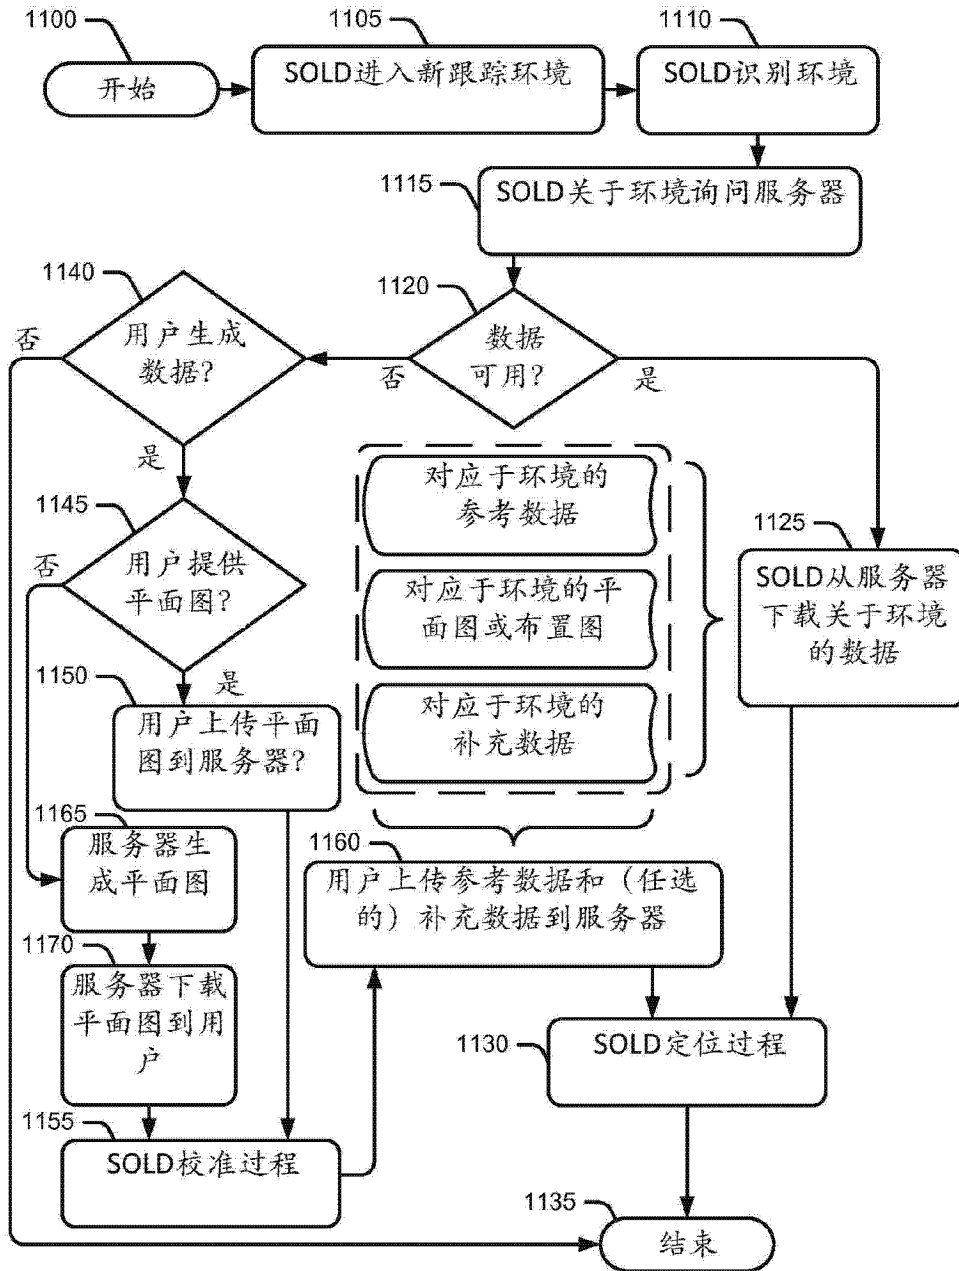 1100
开始
1105
SOLD进入新跟踪环境
1110
SOLD识别环境
1115
SOLD关于环境询问服务器
1120
数据
可用?
否
是
1140
用户生成
数据?
否
是
1145
用户提供
平面图?
否
是
1150
用户上传平面
图到服务器?
1165
服务器生
成平面图
1170
服务器下载
平面图到用
户
1155
SOLD校准过程
对应于环境的
参考数据
对应于环境的平
面图或布置图
对应于环境的
补充数据
1125
SOLD从服务器
下载关于环境
的数据
1160
用户上传参考数据和（任选
的）补充数据到服务器
1130
SOLD定位过程
1135
结束